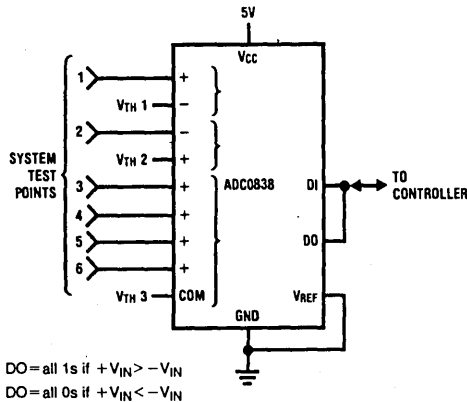 5V
VCC
1 +
VTH 1 −
2 −
VTH 2 +
SYSTEM
TEST
POINTS
3 +
4 +
5 +
6 +
VTH 3 COM
ADC0838
DI
TO
CONTROLLER
DO
VREF
GND
DO=all 1s if +VIN> −VIN
DO=all 0s if +VIN< −VIN